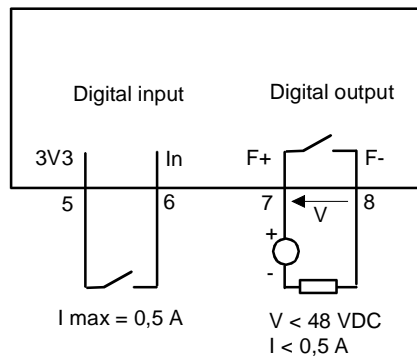 Digital input
Digital output
3V3
In
F+
F-
5
6
7
8
V
+
-
I max = 0,5 A
V < 48 VDC
I < 0,5 A